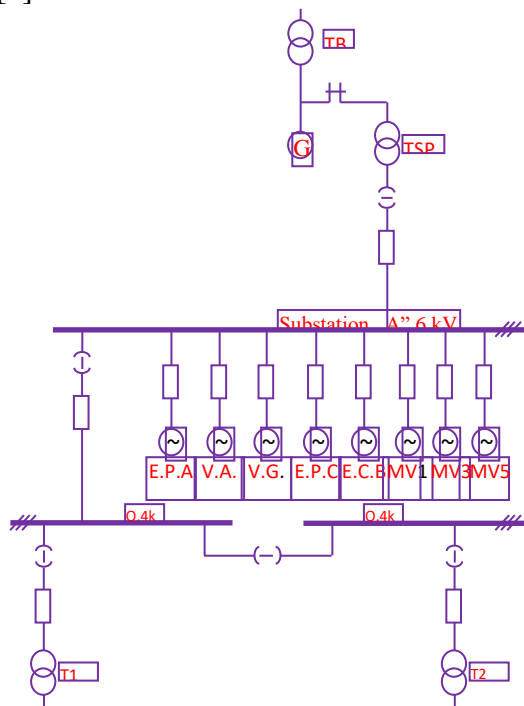 TB
G
TSP
Substation „A” 6 kV
~ ~ ~ ~ ~ ~ ~ ~
E.P.A V.A. V.G. E.P.C E.C.B MV1 MV3 MV5
0.4k 0.4k
T1 T2